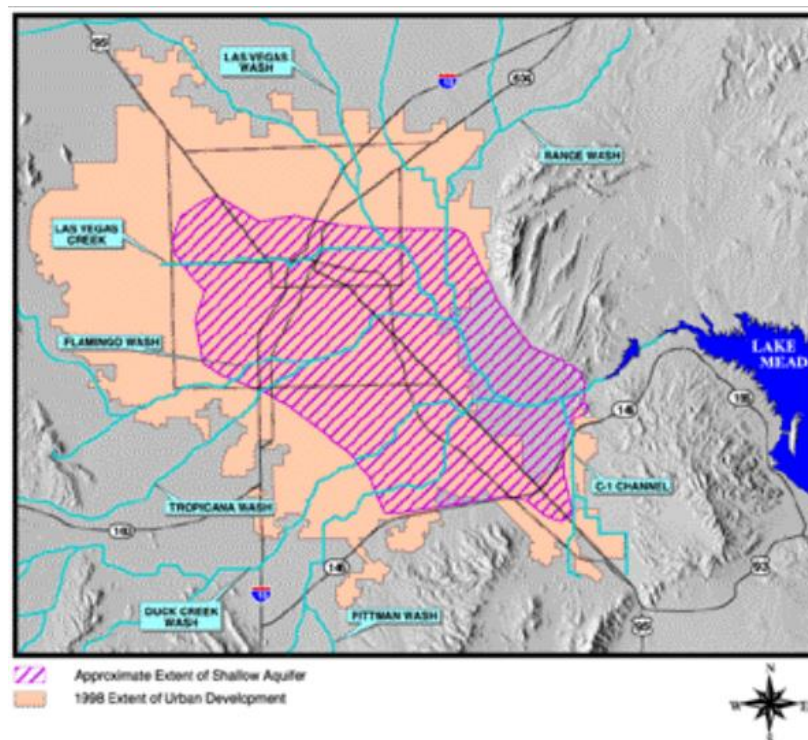 95
LAS VEGAS
WASH
15
604
RANGE WASH
LAS VEGAS
CREEK
FLAMINGO WASH
LAKE
MEAD
146
C-1 CHANNEL
TROPICANA WASH
160
146
93
DUCK CREEK
WASH
15
PITTMAN WASH
95
Approximate Extent of Shallow Aquifer
1998 Extent of Urban Development
N
W
E
S